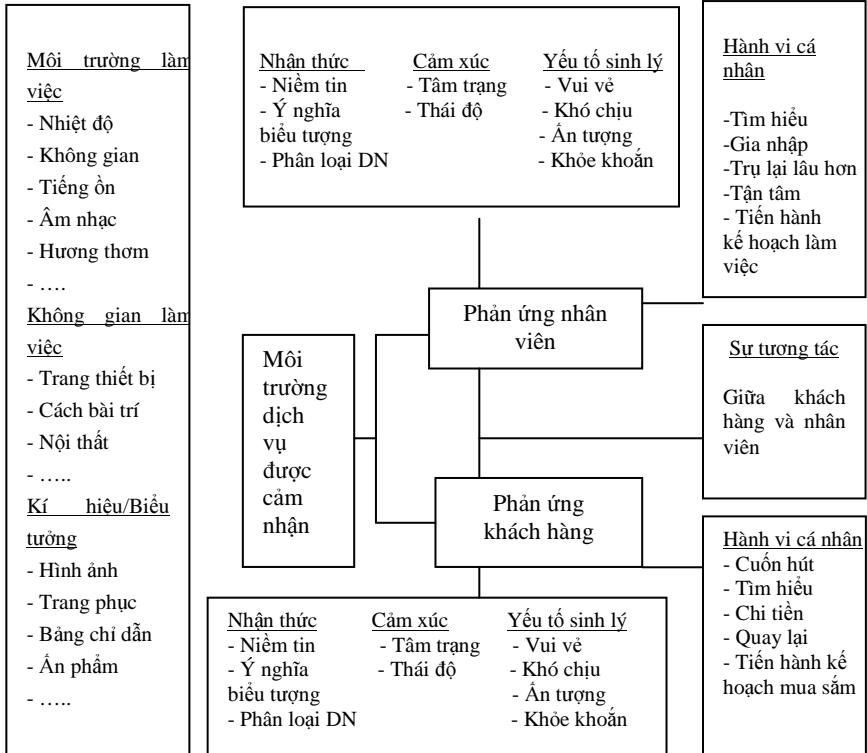 Môi trường làm
việc
- Nhiệt độ
- Không gian
- Tiếng ồn
- Âm nhạc
- Hương thơm
- ….
Không gian làm
việc
- Trang thiết bị
- Cách bài trí
- Nội thất
- …..
Kí hiệu/Biểu
tưởng
- Hình ảnh
- Trang phục
- Bảng chỉ dẫn
- Ấn phẩm
- …..
Nhận thức
- Niềm tin
- Ý nghĩa
biểu tượng
- Phân loại DN
Cảm xúc
- Tâm trạng
- Thái độ
Yếu tố sinh lý
- Vui vẻ
- Khó chịu
- Ấn tượng
- Khỏe khoắn
Môi
trường
dịch
vụ
được
cảm
nhận
Phản ứng nhân
viên
Phản ứng
khách hàng
Nhận thức
- Niềm tin
- Ý nghĩa
biểu tượng
- Phân loại DN
Cảm xúc
- Tâm trạng
- Thái độ
Yếu tố sinh lý
- Vui vẻ
- Khó chịu
- Ấn tượng
- Khỏe khoắn
Hành vi cá
nhân
-Tìm hiểu
-Gia nhập
-Trụ lại lâu hơn
-Tận tâm
- Tiến hành
kế hoạch làm
việc
Sự tương tác
Giữa khách
hàng và nhân
viên
Hành vi cá nhân
- Cuốn hút
- Tìm hiểu
- Chi tiền
- Quay lại
- Tiến hành kế
hoạch mua sắm